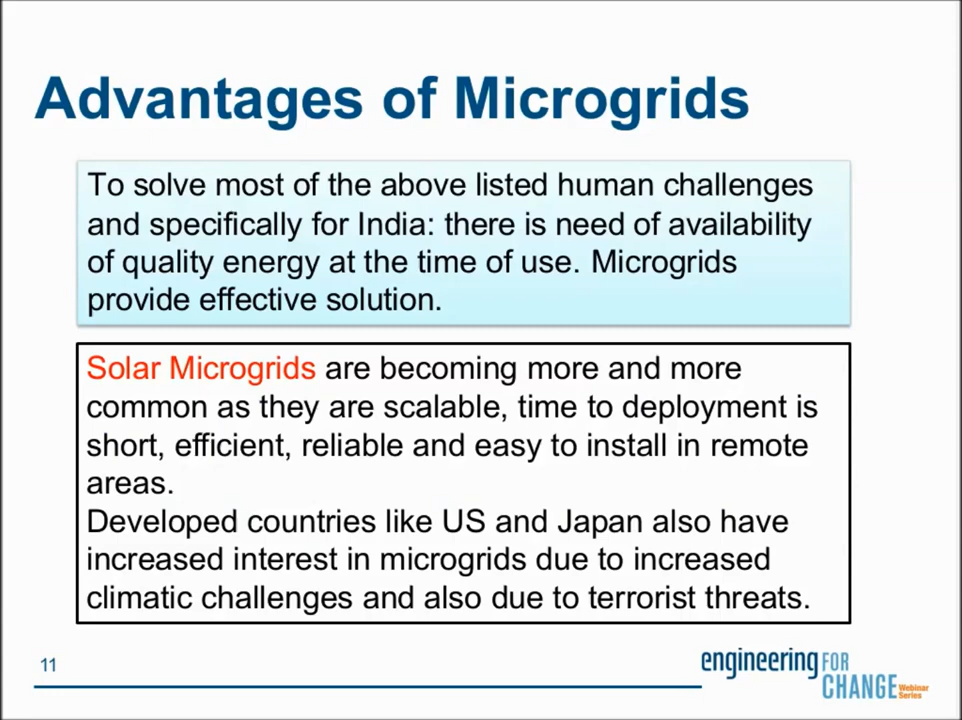 Advantages of Microgrids
To solve most of the above listed human challenges
and specifically for India: there is need of availability
of quality energy at the time of use. Microgrids
provide effective solution.
Solar Microgrids are becoming more and more
common as they are scalable, time to deployment is
short, efficient, reliable and easy to install in remote
areas.
Developed countries like US and Japan also have
increased interest in microgrids due to increased
climatic challenges and also due to terrorist threats.
11
engineering FOR
CHANGE Webinar
Series